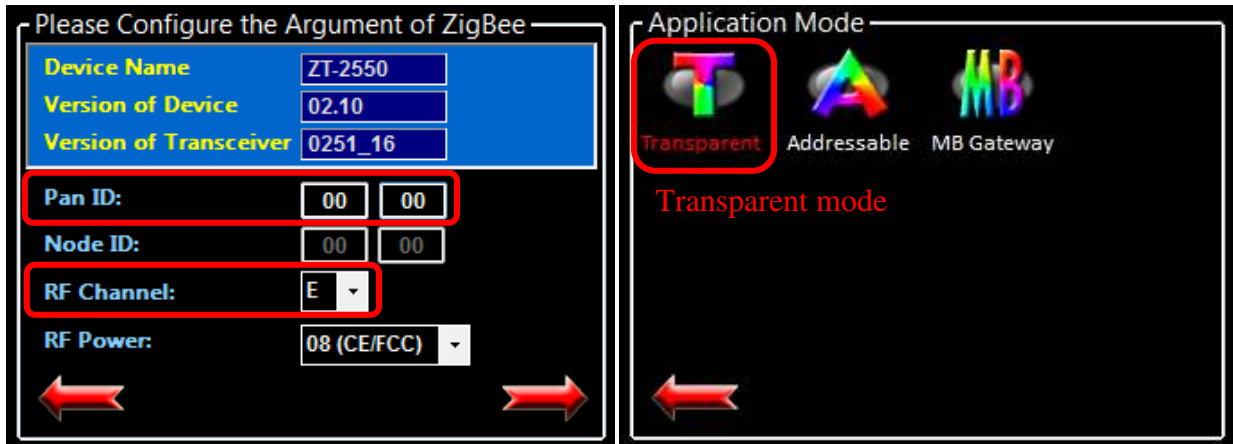 Please Configure the Argument of ZigBee
Device Name ZT-2550
Version of Device 02.10
Version of Transceiver 0251_16
Pan ID: 00 00
Node ID: 00 00
RF Channel: E
RF Power: 08 (CE/FCC)
Application Mode
T A MB
Transparent Addressable MB Gateway
Transparent mode